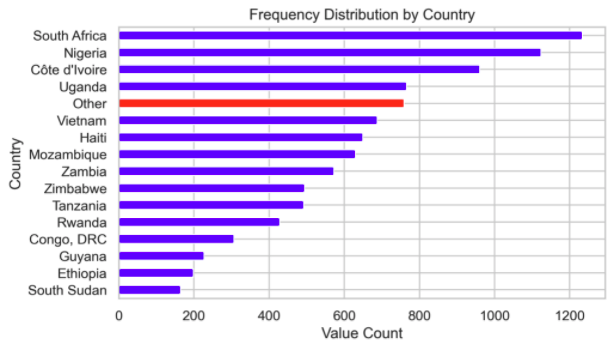 Frequency Distribution by Country
South Africa
Nigeria
Côte d'Ivoire
Uganda
Other
Vietnam
Haiti
Mozambique
Zambia
Zimbabwe
Tanzania
Rwanda
Congo, DRC
Guyana
Ethiopia
South Sudan
Country
0 200 400 600 800 1000 1200
Value Count